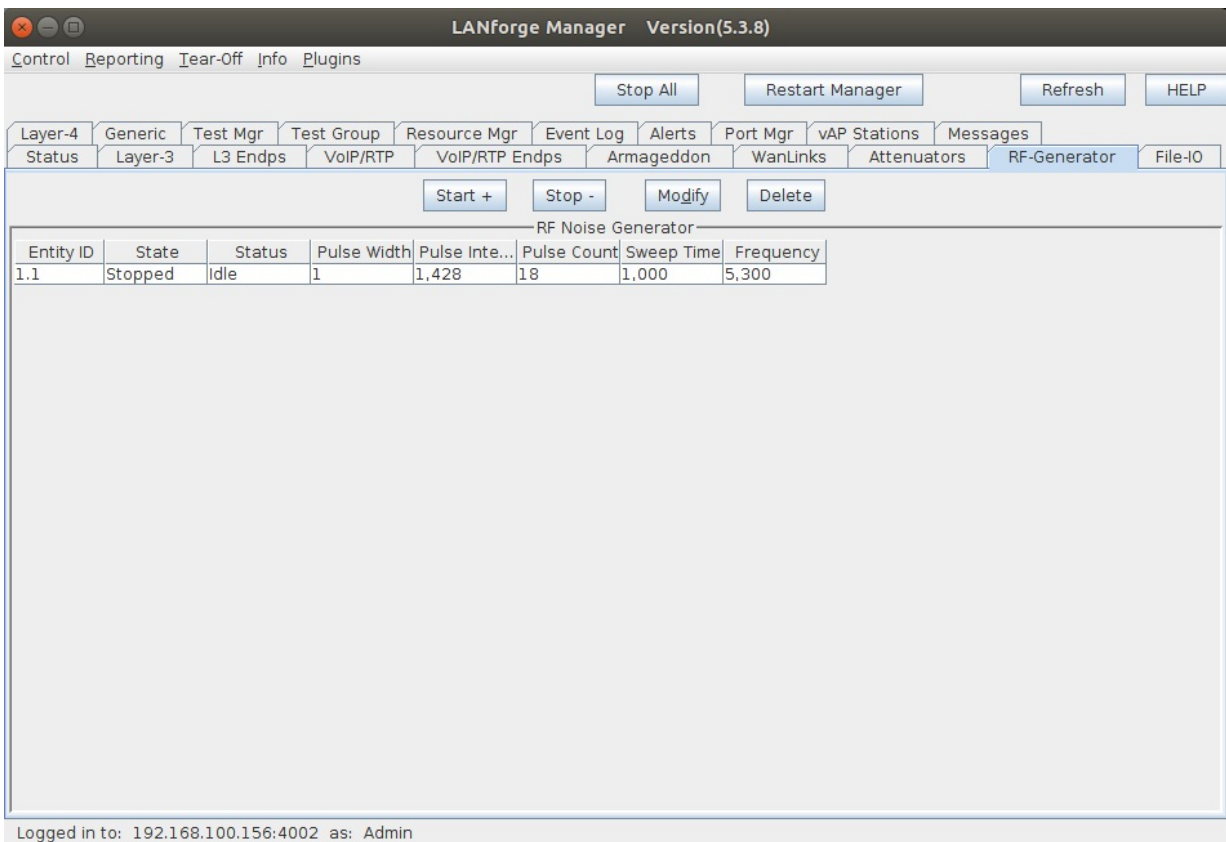 LANforge Manager Version(5.3.8)
Control Reporting Tear-Off Info Plugins
Stop All Restart Manager Refresh HELP
Layer-4 Generic Test Mgr Test Group Resource Mgr Event Log Alerts Port Mgr vAP Stations Messages
Status Layer-3 L3 Endps VoIP/RTP VoIP/RTP Endps Armageddon WanLinks Attenuators RF-Generator File-IO
Start + Stop - Modify Delete
RF Noise Generator
Entity ID State Status Pulse Width Pulse Inte... Pulse Count Sweep Time Frequency
1.1 Stopped Idle 1 1,428 18 1,000 5,300
Logged in to: 192.168.100.156:4002 as: Admin